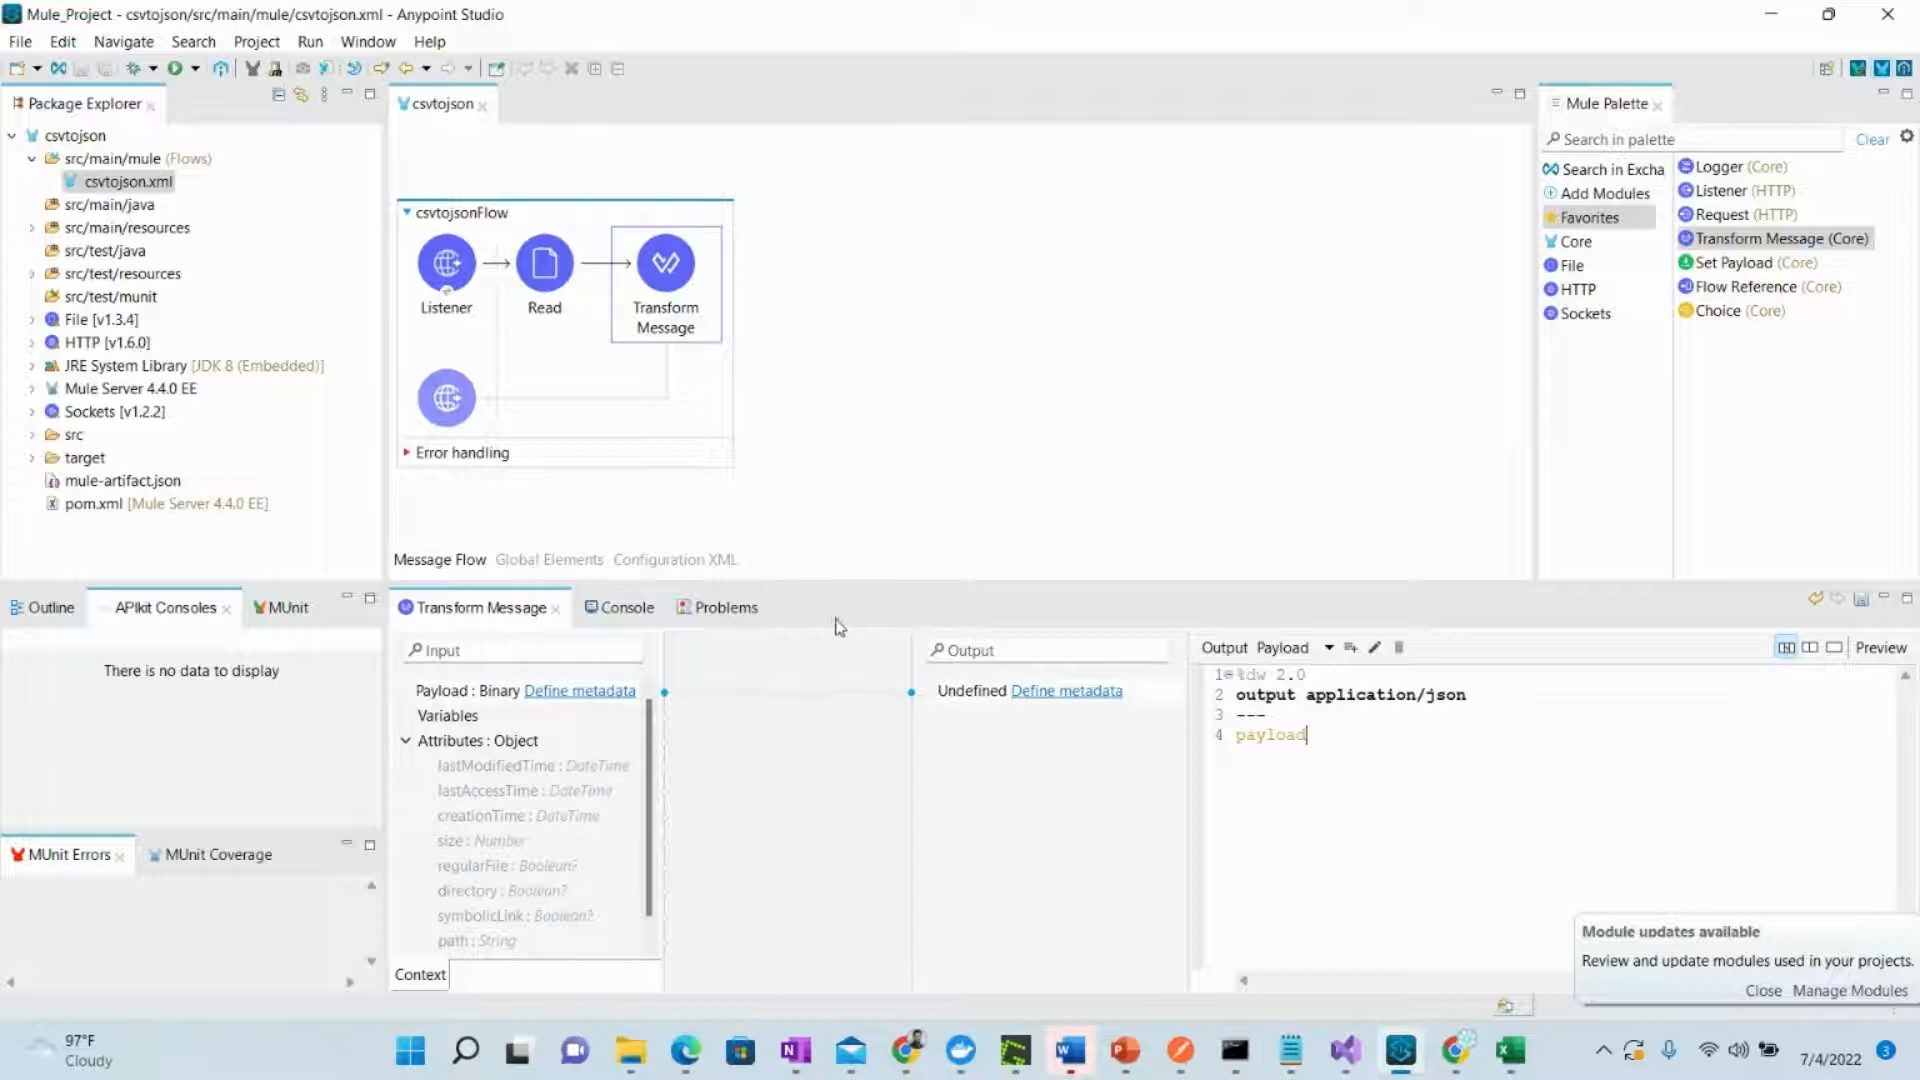 Mule_Project - csvtojson/src/main/mule/csvtojson.xml - Anypoint Studio
File Edit Navigate Search Project Run Window Help
Package Explorer
csvtojson
src/main/mule (Flows)
csvtojson.xml
src/main/java
src/main/resources
src/test/java
src/test/resources
src/test/munit
File [v1.3.4]
HTTP [v1.6.0]
JRE System Library [JDK 8 (Embedded)]
Mule Server 4.4.0 EE
Sockets [v1.2.2]
src
target
mule-artifact.json
pom.xml [Mule Server 4.4.0 EE]
csvtojson
csvtojsonFlow
Listener
Read
Transform
Message
Error handling
Message Flow Global Elements Configuration XML
Mule Palette
Search in palette
Clear
Search in Excha
Add Modules
Favorites
Core
File
HTTP
Sockets
Logger (Core)
Listener (HTTP)
Request (HTTP)
Transform Message (Core)
Set Payload (Core)
Flow Reference (Core)
Choice (Core)
Outline APIkit Consoles MUnit
There is no data to display
MUnit Errors MUnit Coverage
Transform Message Console Problems
Input
Payload : Binary Define metadata
Variables
Attributes : Object
lastModifiedTime : DateTime
lastAccessTime : DateTime
creationTime : DateTime
size : Number
regularFile : Boolean?
directory : Boolean?
symbolicLink : Boolean?
path : String
Context
Output
Undefined Define metadata
Output Payload
Preview
1 %dw 2.0
2 output application/json
3 ---
4 payload
Module updates available
Review and update modules used in your projects.
Close Manage Modules
97°F
Cloudy
7/4/2022
3